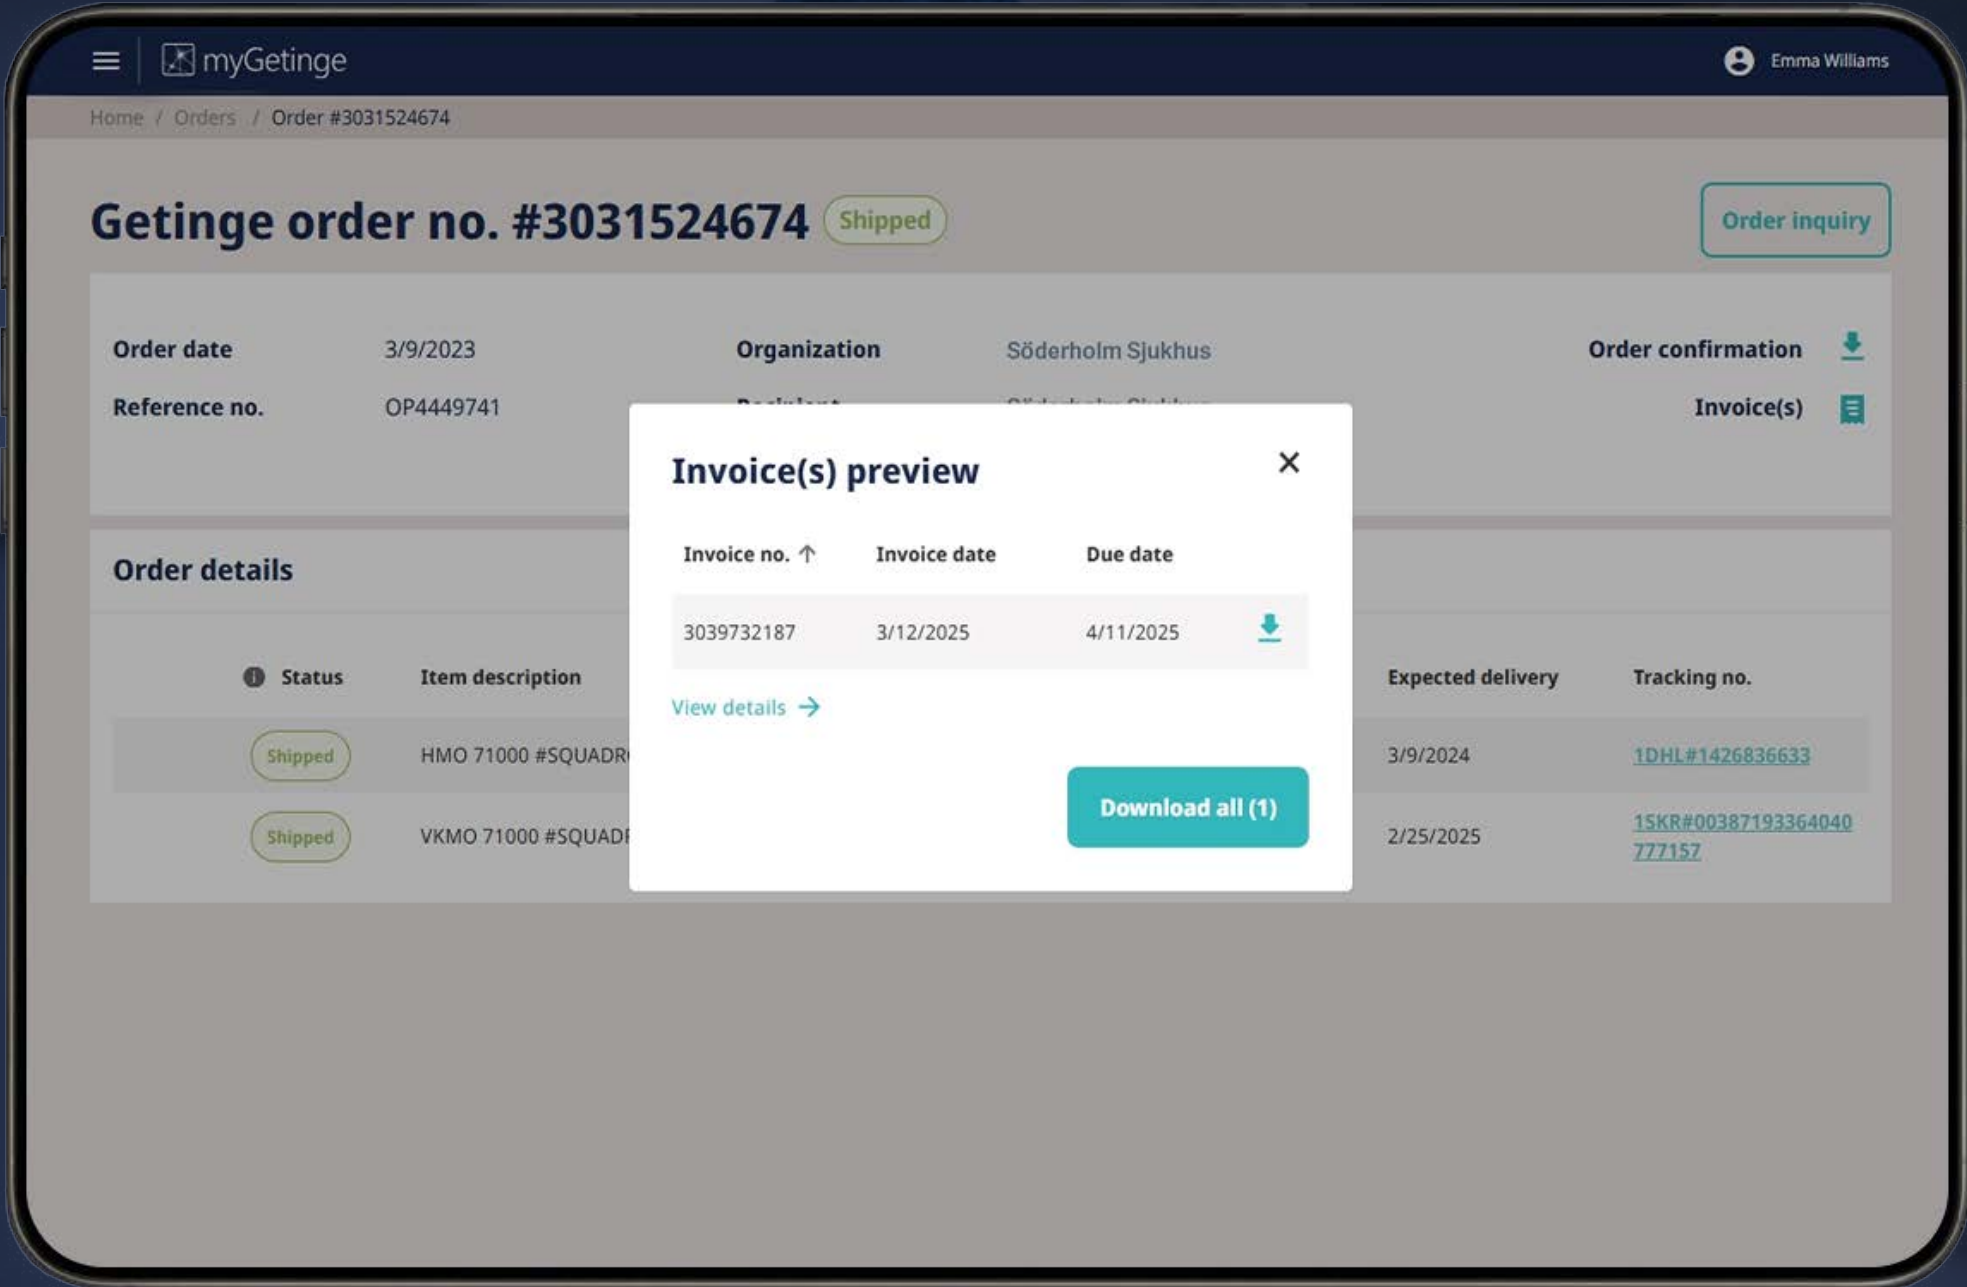 myGetinge
Emma Williams
Home / Orders / Order #3031524674
Getinge order no. #3031524674 Shipped
Order inquiry
Order date 3/9/2023 Organization Söderholm Sjukhus Order confirmation
Reference no. OP4449741 Invoice(s)
Invoice(s) preview
Invoice no. ↑ Invoice date Due date
3039732187 3/12/2025 4/11/2025
View details →
Download all (1)
Order details
Status Item description Expected delivery Tracking no.
Shipped HMO 71000 3/9/2024 1DHL#1426836633
Shipped VKMO 71000 2/25/2025 1SKR#00387193364040
777157